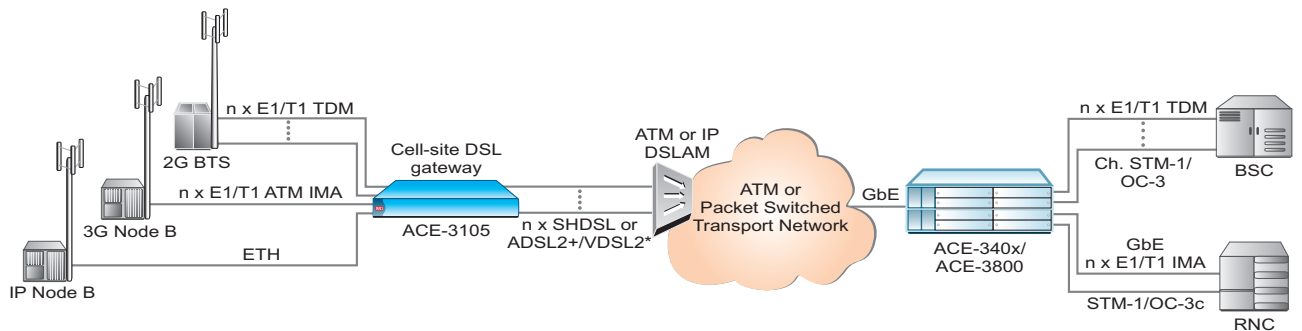 n x E1/T1 TDM
2G BTS
n x E1/T1 ATM IMA
3G Node B
ETH
IP Node B
Cell-site DSL
gateway
ACE-3105
n x SHDSL or
ADSL2+/VDSL2*
ATM or IP
DSLAM
ATM or
Packet Switched
Transport Network
GbE
ACE-340x/
ACE-3800
n x E1/T1 TDM
Ch. STM-1/
OC-3
BSC
GbE
n x E1/T1 IMA
STM-1/OC-3c
RNC